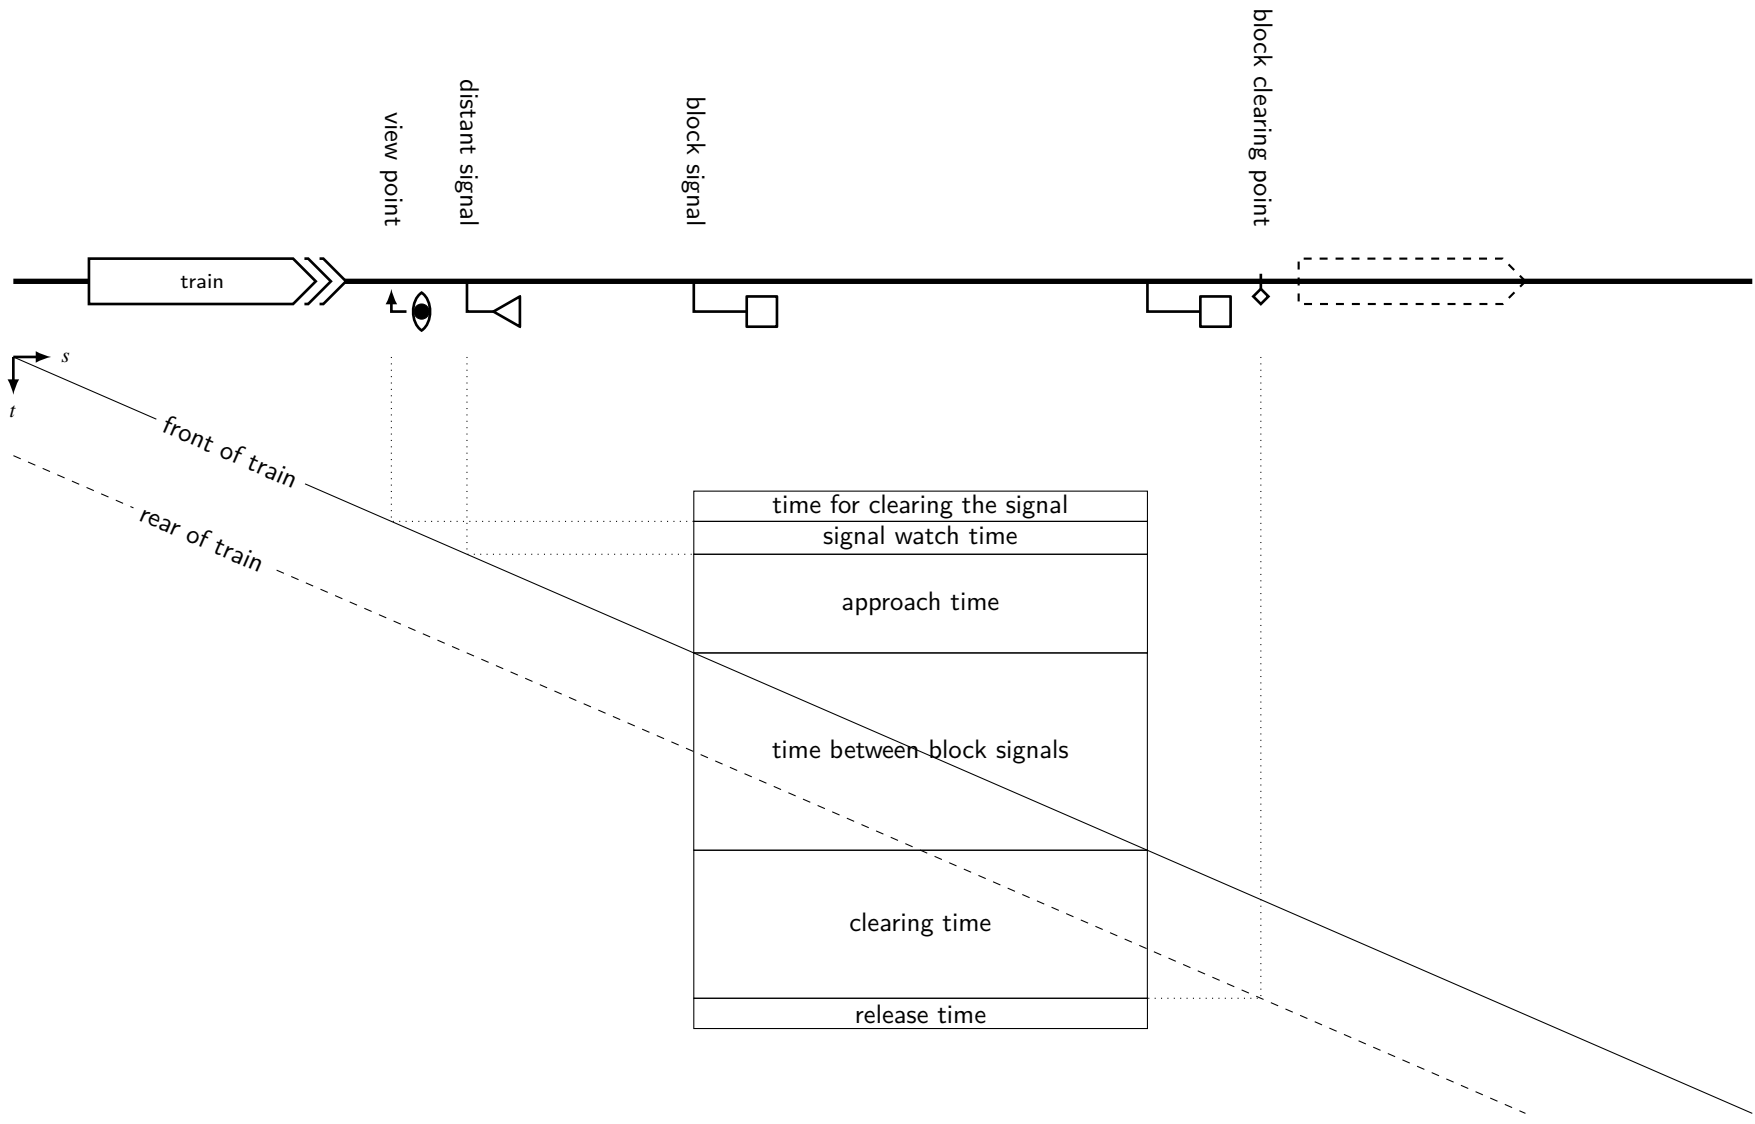 view point
distant signal
block signal
block clearing point
train
s
t
front of train
rear of train
time for clearing the signal
signal watch time
approach time
time between block signals
clearing time
release time